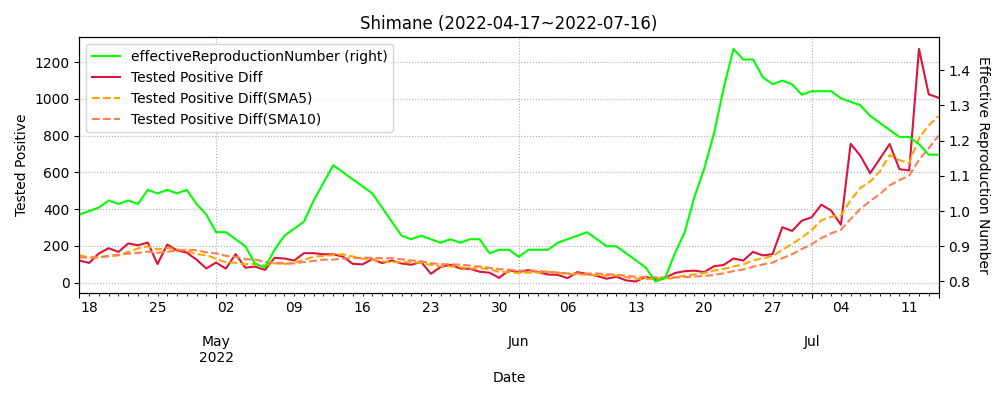 Shimane (2022-04-17~2022-07-16)
effectiveReproductionNumber (right)
Tested Positive Diff
Tested Positive Diff(SMA5)
Tested Positive Diff(SMA10)
Tested Positive
1200
1000
800
600
400
200
0
1.4
1.3
1.2
1.1
1.0
0.9
0.8
Effective Reproduction Number
18 25 02 09 16 23 30 06 13 20 27 04 11
May Jun Jul
2022
Date